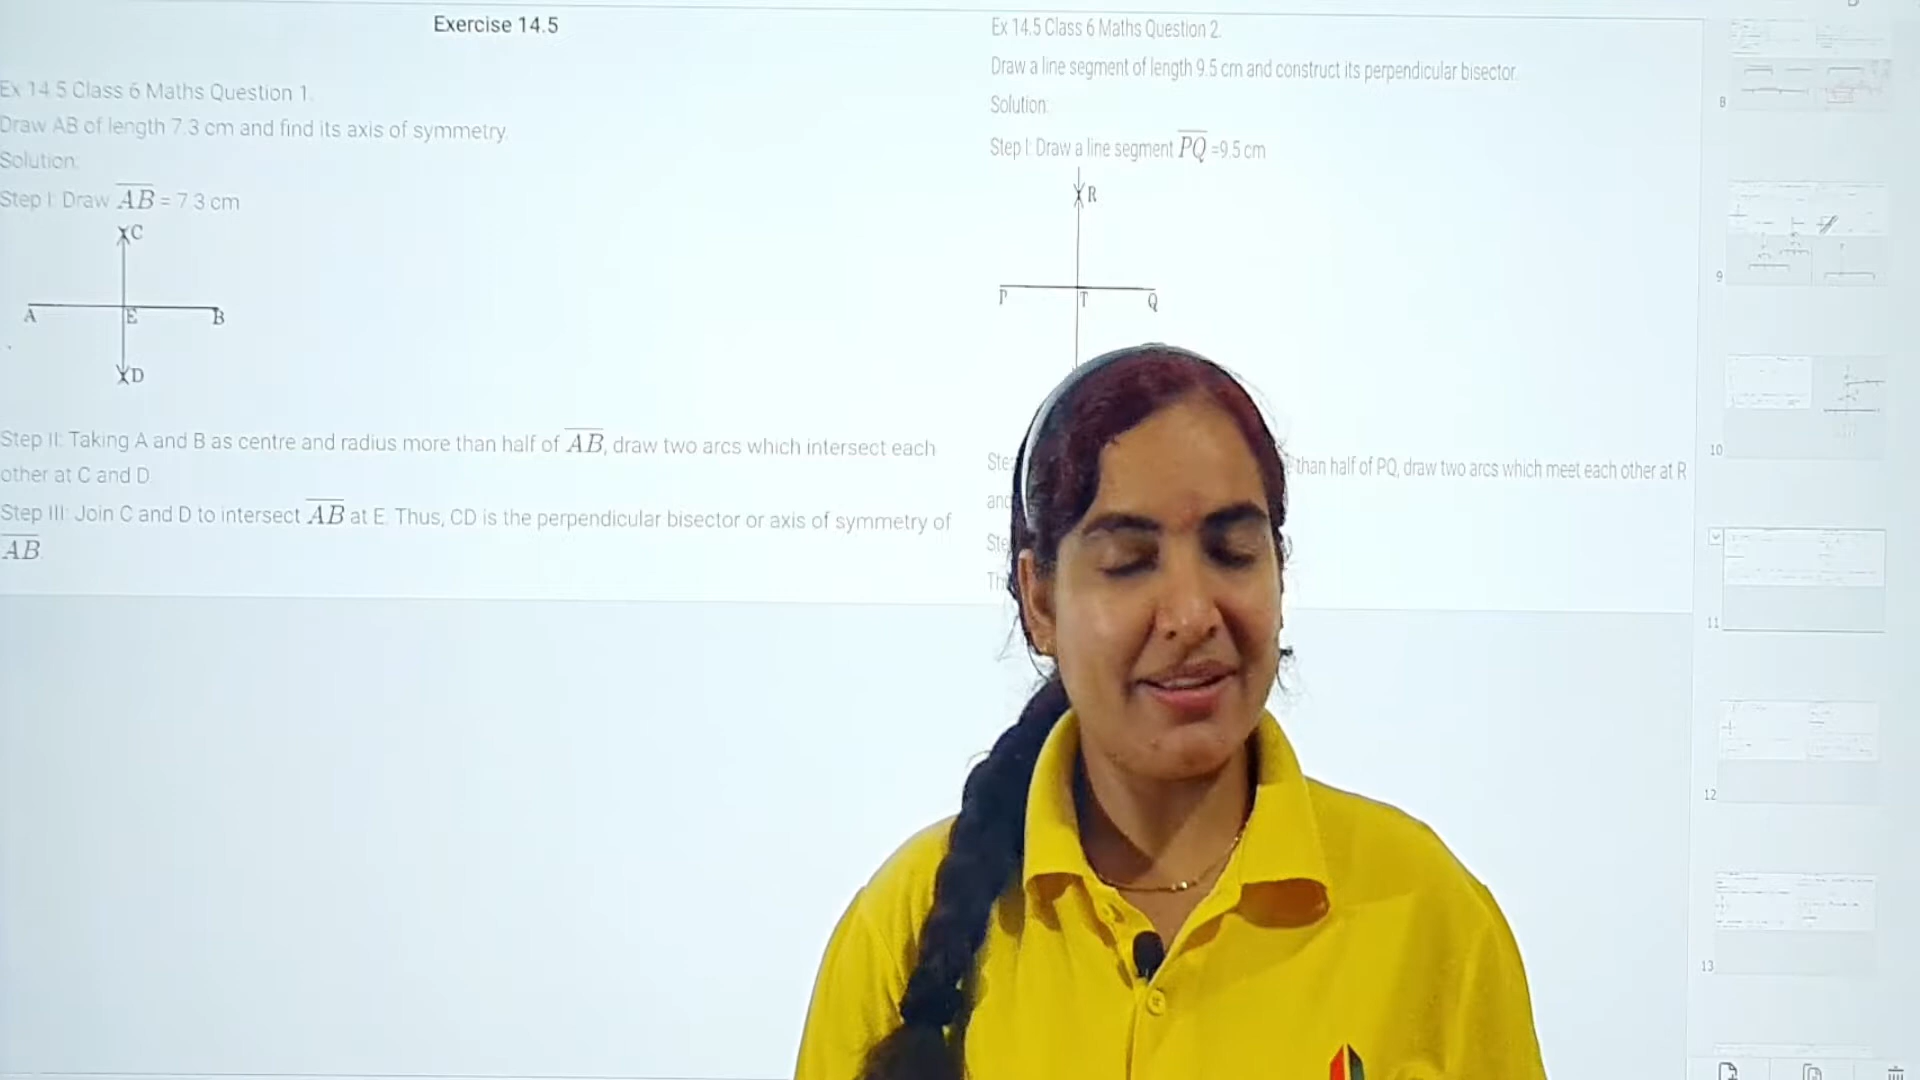 Exercise 14.5
Ex 14.5 Class 6 Maths Question 1.
Draw AB of length 7.3 cm and find its axis of symmetry.
Solution:
Step I: Draw AB = 7.3 cm
C
A
E
B
D
Step II: Taking A and B as centre and radius more than half of AB, draw two arcs which intersect each
other at C and D.
Step III: Join C and D to intersect AB at E. Thus, CD is the perpendicular bisector or axis of symmetry of
AB.
Ex 14.5 Class 6 Maths Question 2.
Draw a line segment of length 9.5 cm and construct its perpendicular bisector.
Solution:
Step I: Draw a line segment PQ =9.5 cm
R
P
T
Q
than half of PQ, draw two arcs which meet each other at R
8
9
10
11
12
13